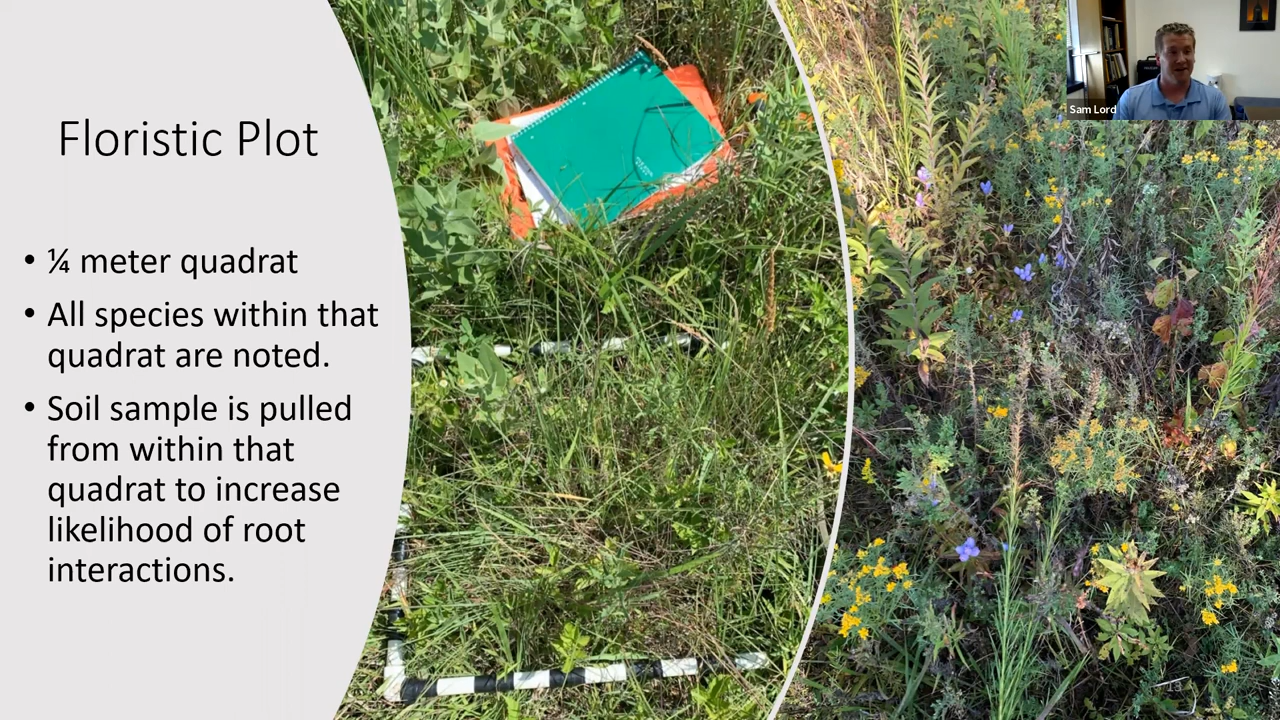 Floristic Plot
• ¼ meter quadrat
• All species within that
quadrat are noted.
• Soil sample is pulled
from within that
quadrat to increase
likelihood of root
interactions.
Sam Lord
13